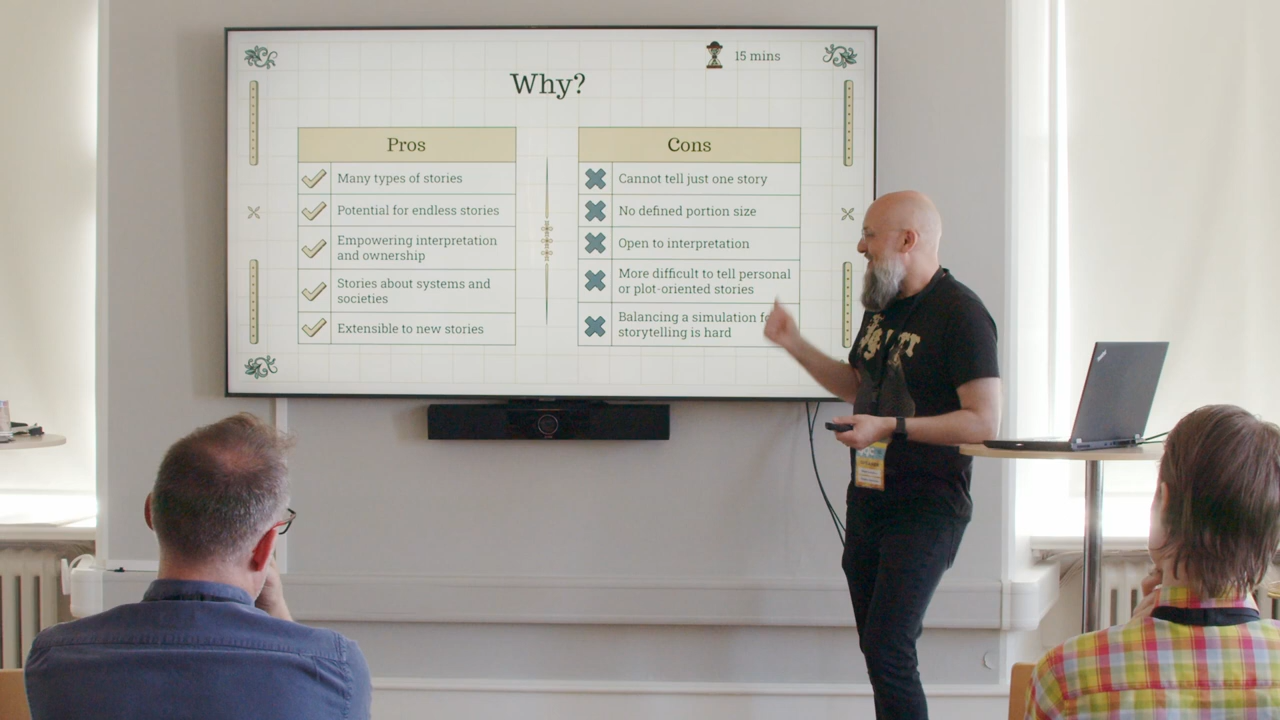 15 mins
Why?
Pros
Many types of stories
Potential for endless stories
Empowering interpretation
and ownership
Stories about systems and
societies
Extensible to new stories
Cons
Cannot tell just one story
No defined portion size
Open to interpretation
More difficult to tell personal
or plot-oriented stories
Balancing a simulation
storytelling is hard